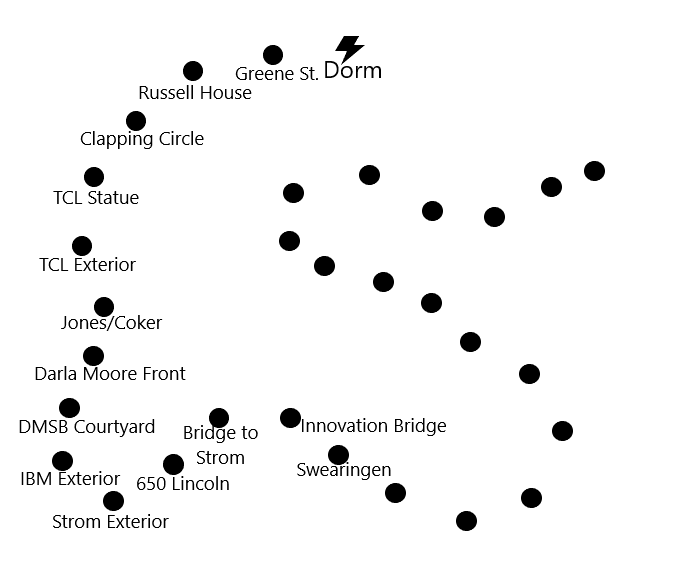 Greene St.
Dorm
Russell House
Clapping Circle
TCL Statue
TCL Exterior
Jones/Coker
Darla Moore Front
DMSB Courtyard
Bridge to
Strom
Innovation Bridge
IBM Exterior
650 Lincoln
Swearingen
Strom Exterior